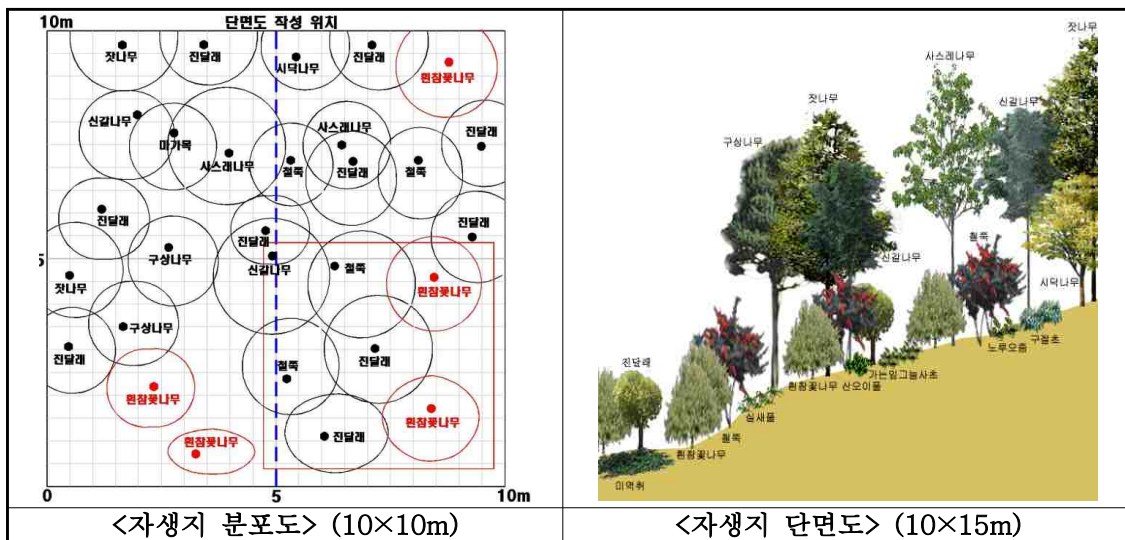 10m 단면도 작성 위치
잣나무 진달래 시닥나무 진달래 흰참꽃나무
신갈나무 마가목 사스레나무 철쭉 사스레나무 진달래 철쭉 진달래
진달래 구상나무 진달래 신갈나무 철쭉 진달래
5
잣나무 흰참꽃나무
구상나무
진달래 철쭉
흰참꽃나무 흰참꽃나무
흰참꽃나무 진달래
0 5 10m
<자생지 분포도> (10×10m)
잣나무
사스레나무
신갈나무
잣나무
구상나무
철쭉
신갈나무
시닥나무
구절초
노루오줌
진달래
가는잎그늘사초
흰참꽃나무 산오이풀
실새풀
철쭉
흰참꽃나무
미역취
<자생지 단면도> (10×15m)